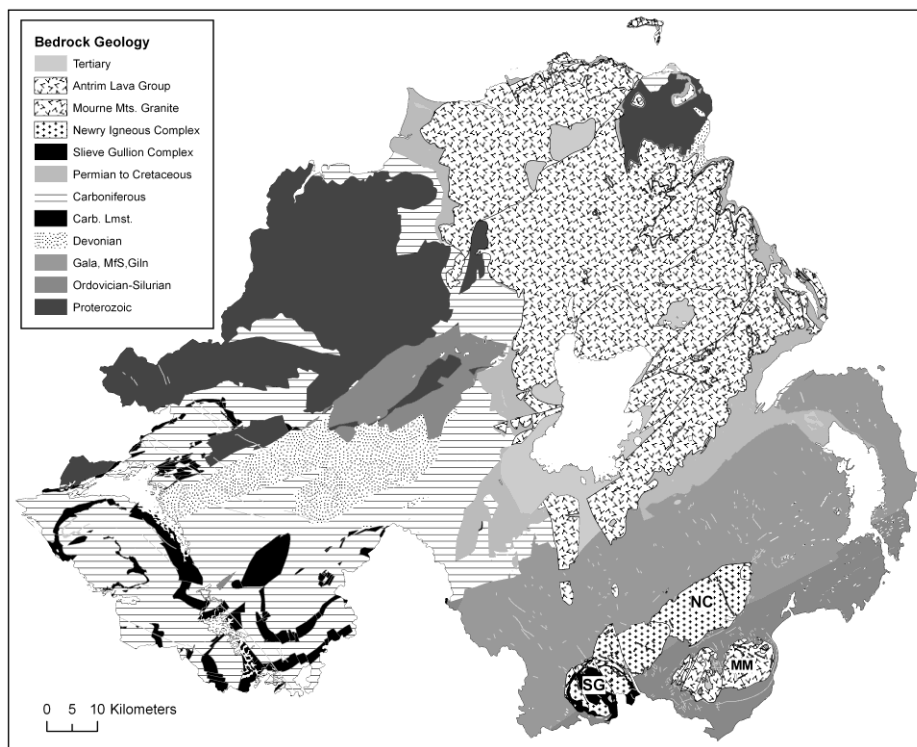 Bedrock Geology
Tertiary
Antrim Lava Group
Mourne Mts. Granite
Newry Igneous Complex
Slieve Gullion Complex
Permian to Cretaceous
Carboniferous
Carb. Lmst.
Devonian
Gala, MfS,Giln
Ordovician-Silurian
Proterozoic
NC
MM
SG
0 5 10 Kilometers